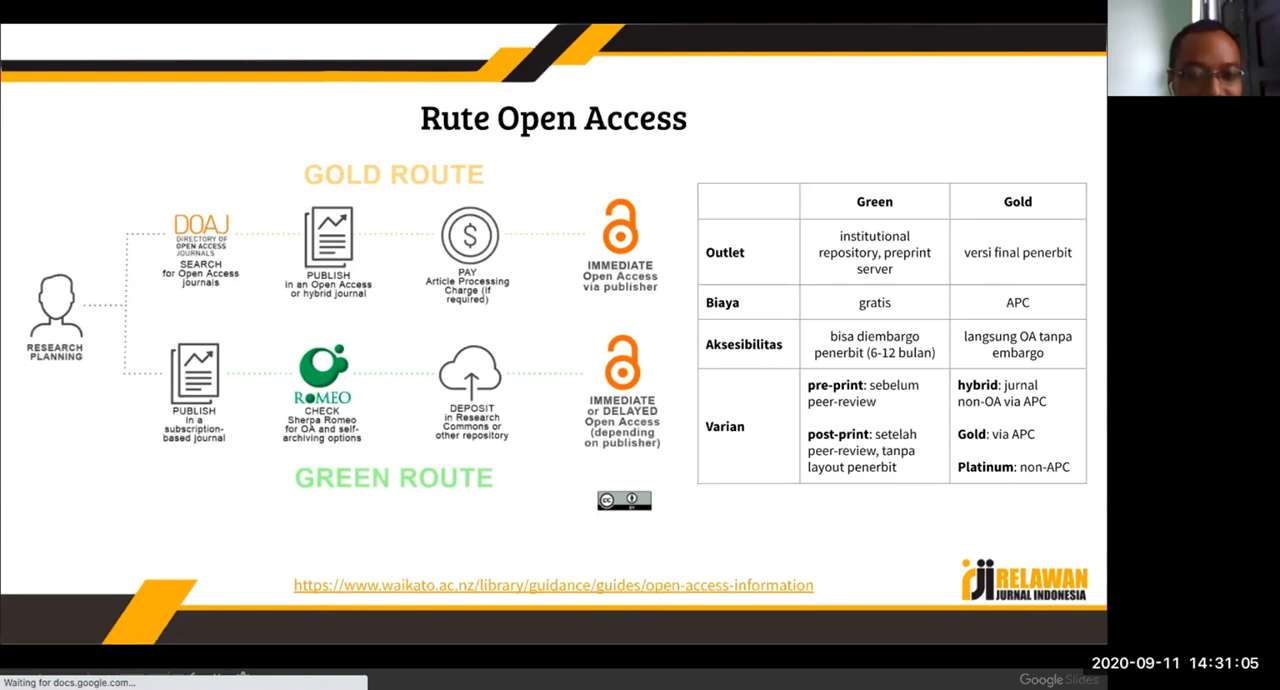 Rute Open Access
GOLD ROUTE
DOAJ
DIRECTORY OF
OPEN ACCESS
JOURNALS
SEARCH
for Open Access
journals
PUBLISH
in an Open Access
or hybrid journal
$
PAY
Article Processing
Charge (if
required)
IMMEDIATE
Open Access
via publisher
RESEARCH
PLANNING
PUBLISH
in a
subscription-
based journal
RoMEO
CHECK
Sherpa Romeo
for OA and self-
archiving options
DEPOSIT
in Research
Commons or
other repository
IMMEDIATE
or DELAYED
Open Access
(depending
on publisher)
GREEN ROUTE
cc
BY
Green
Gold
Outlet
institutional
repository, preprint
server
versi final penerbit
Biaya
gratis
APC
Aksesibilitas
bisa diembargo
penerbit (6-12 bulan)
langsung OA tanpa
embargo
Varian
pre-print: sebelum
peer-review
post-print: setelah
peer-review, tanpa
layout penerbit
hybrid: jurnal
non-OA via APC
Gold: via APC
Platinum: non-APC
https://www.waikato.ac.nz/library/guidance/guides/open-access-information
rji RELAWAN
JURNAL INDONESIA
2020-09-11 14:31:05
Waiting for docs.google.com...
Google Slides